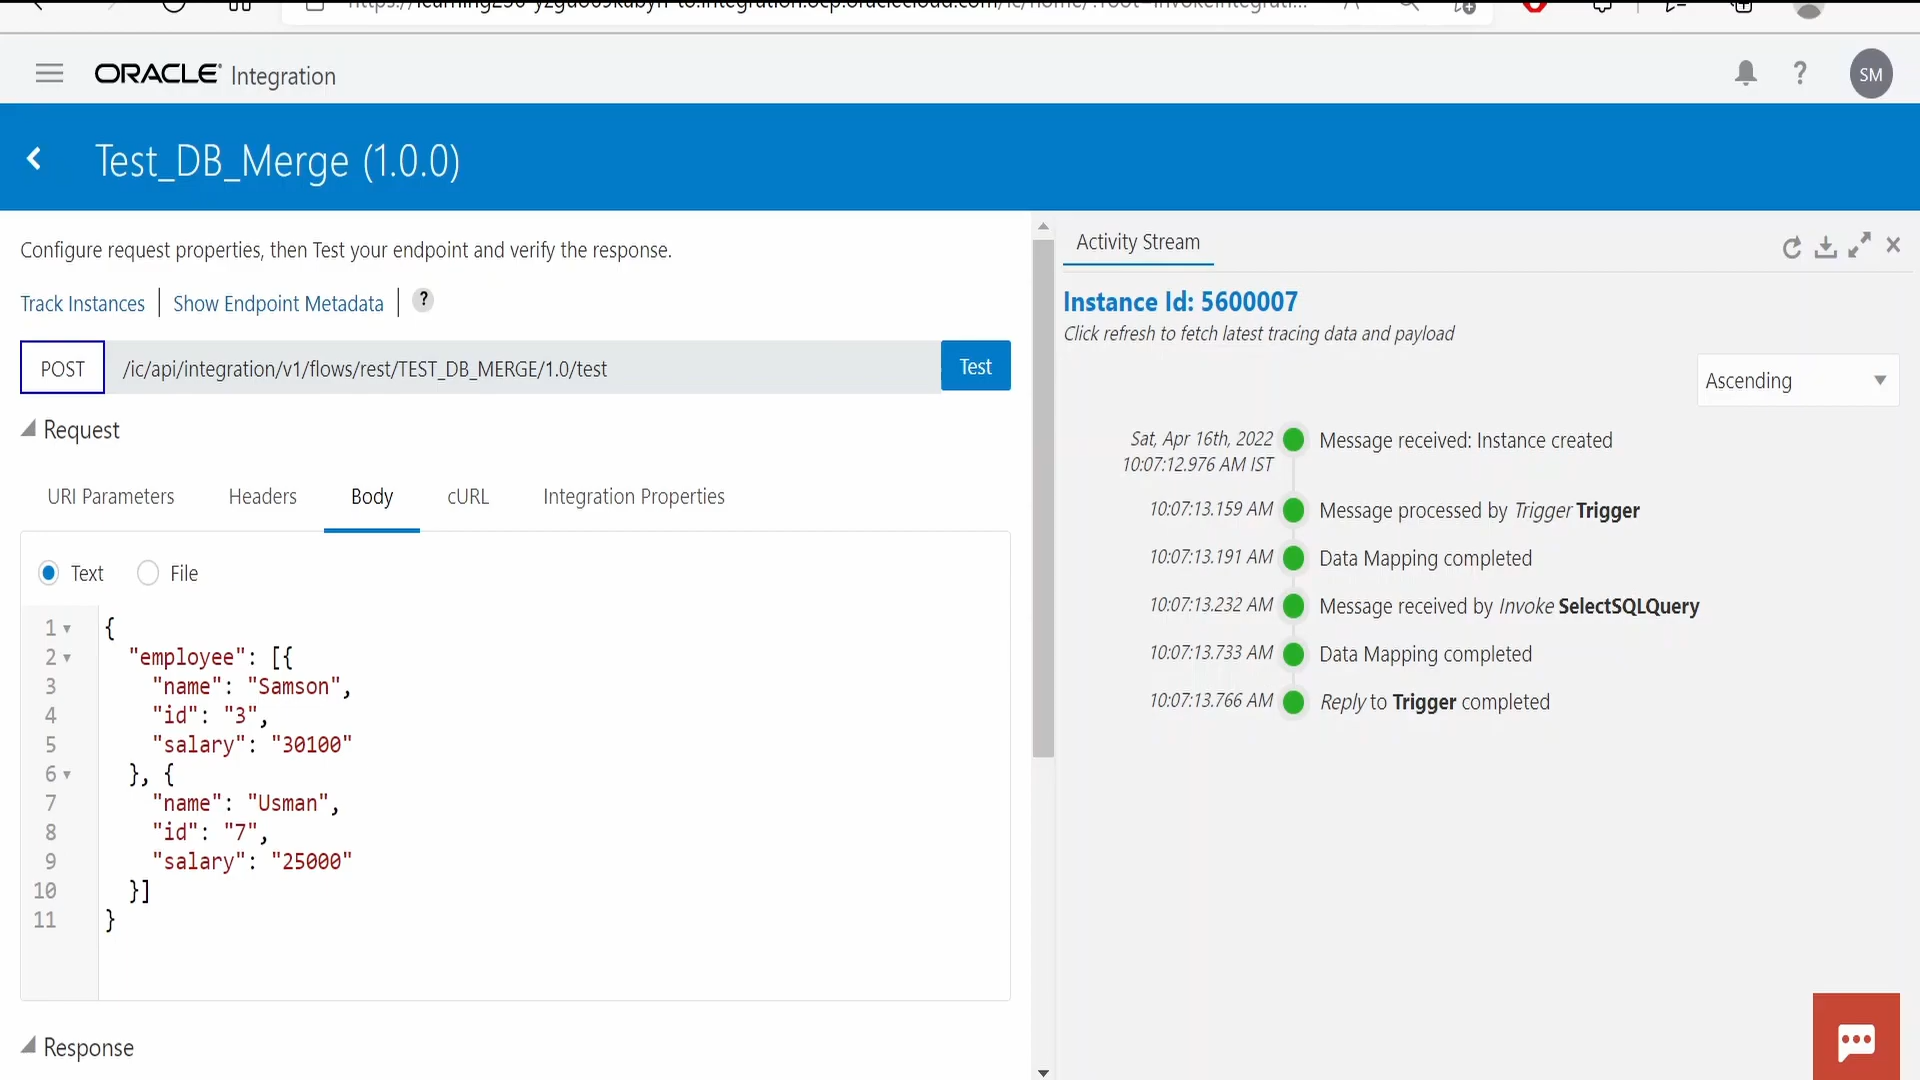 ORACLE Integration
SM
Test_DB_Merge (1.0.0)
Configure request properties, then Test your endpoint and verify the response.
Track Instances | Show Endpoint Metadata | ?
POST /ic/api/integration/v1/flows/rest/TEST_DB_MERGE/1.0/test Test
Request
URI Parameters Headers Body cURL Integration Properties
Text File
1 {
2 "employee": [{
3 "name": "Samson",
4 "id": "3",
5 "salary": "30100"
6 }, {
7 "name": "Usman",
8 "id": "7",
9 "salary": "25000"
10 }]
11 }
Response
Activity Stream
Instance Id: 5600007
Click refresh to fetch latest tracing data and payload
Ascending
Sat, Apr 16th, 2022
10:07:12.976 AM IST Message received: Instance created
10:07:13.159 AM Message processed by Trigger Trigger
10:07:13.191 AM Data Mapping completed
10:07:13.232 AM Message received by Invoke SelectSQLQuery
10:07:13.733 AM Data Mapping completed
10:07:13.766 AM Reply to Trigger completed